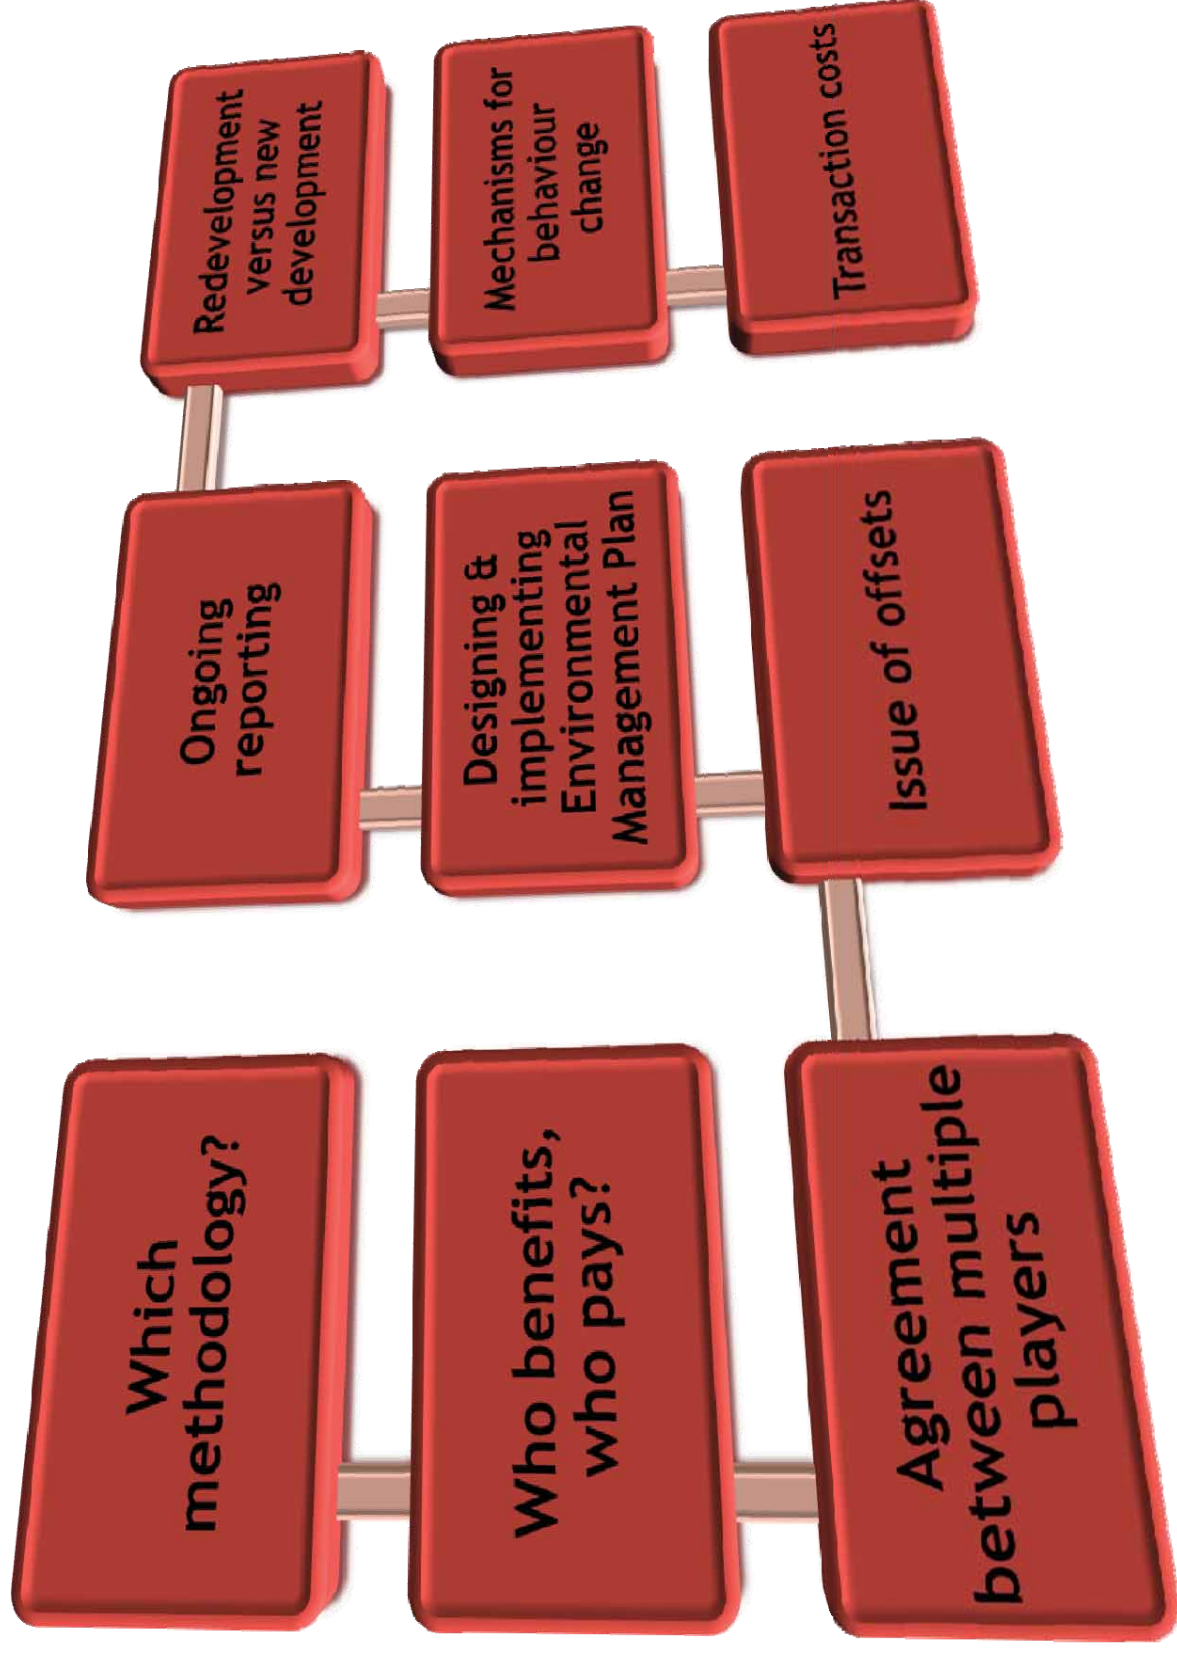 Which
methodology?
Who benefits,
who pays?
Agreement
between multiple
players
Issue of offsets
Designing &
implementing
Environmental
Management Plan
Ongoing
reporting
Redevelopment
versus new
development
Mechanisms for
behaviour
change
Transaction costs